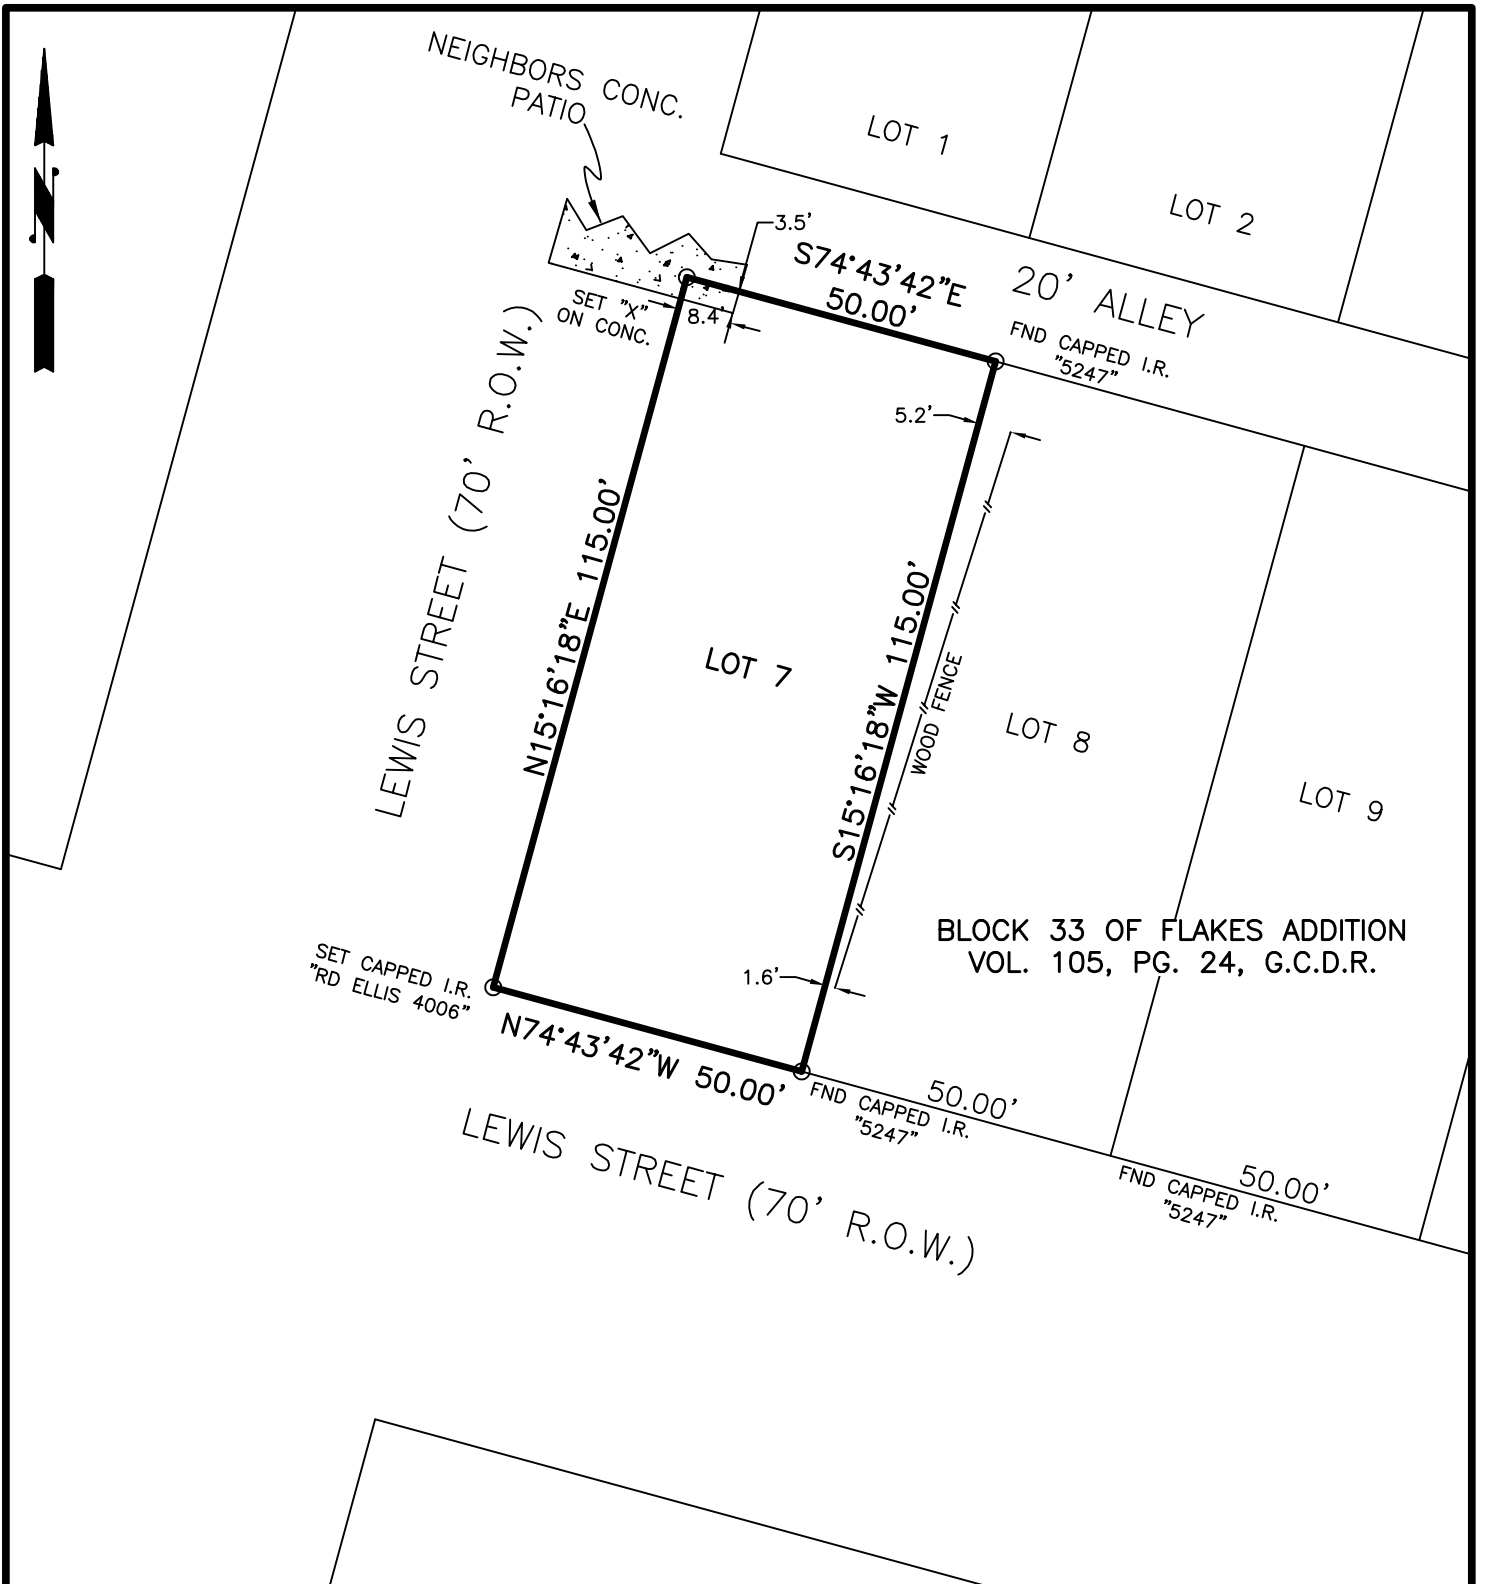 NEIGHBORS CONC.
PATIO
LOT 1
LOT 2
3.5'
S74°43'42"E
50.00'
20' ALLEY
SET "X"
ON CONC.
8.4'
FND CAPPED I.R.
"5247"
5.2'
LEWIS STREET (70' R.O.W.)
N15°16'18"E 115.00'
LOT 7
S15°16'18"W 115.00'
WOOD FENCE
LOT 8
LOT 9
BLOCK 33 OF FLAKES ADDITION
VOL. 105, PG. 24, G.C.D.R.
SET CAPPED I.R.
"RD ELLIS 4006"
1.6'
N74°43'42"W 50.00'
50.00'
FND CAPPED I.R.
"5247"
50.00'
FND CAPPED I.R.
"5247"
LEWIS STREET (70' R.O.W.)
N